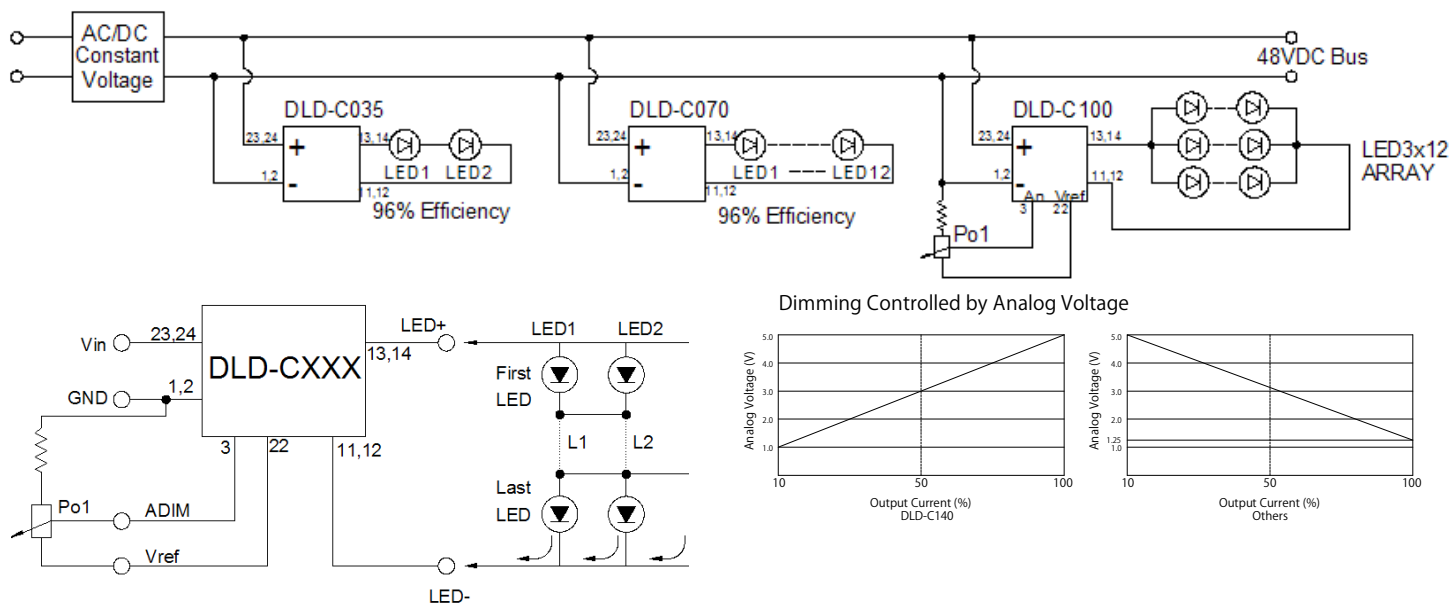 AC/DC
Constant
Voltage
48VDC Bus
DLD-C035
23,24
+
13,14
1,2
-
11,12
LED1 LED2
96% Efficiency
DLD-C070
23,24
+
13,14
1,2
-
11,12
LED1 LED12
96% Efficiency
DLD-C100
23,24
+
13,14
1,2
-
11,12
An Vref
3 22
Po1
LED3x12
ARRAY
Vin
23,24
DLD-CXXX
LED+
13,14
GND
1,2
3
22
11,12
Po1
ADIM
Vref
LED-
LED1 LED2
First
LED
L1 L2
Last
LED
Dimming Controlled by Analog Voltage
Analog Voltage (V)
5.0
4.0
3.0
2.0
1.0
10 50 100
Output Current (%)
DLD-C140
Analog Voltage (V)
5.0
4.0
3.0
2.0
1.25
1.0
10 50 100
Output Current (%)
Others